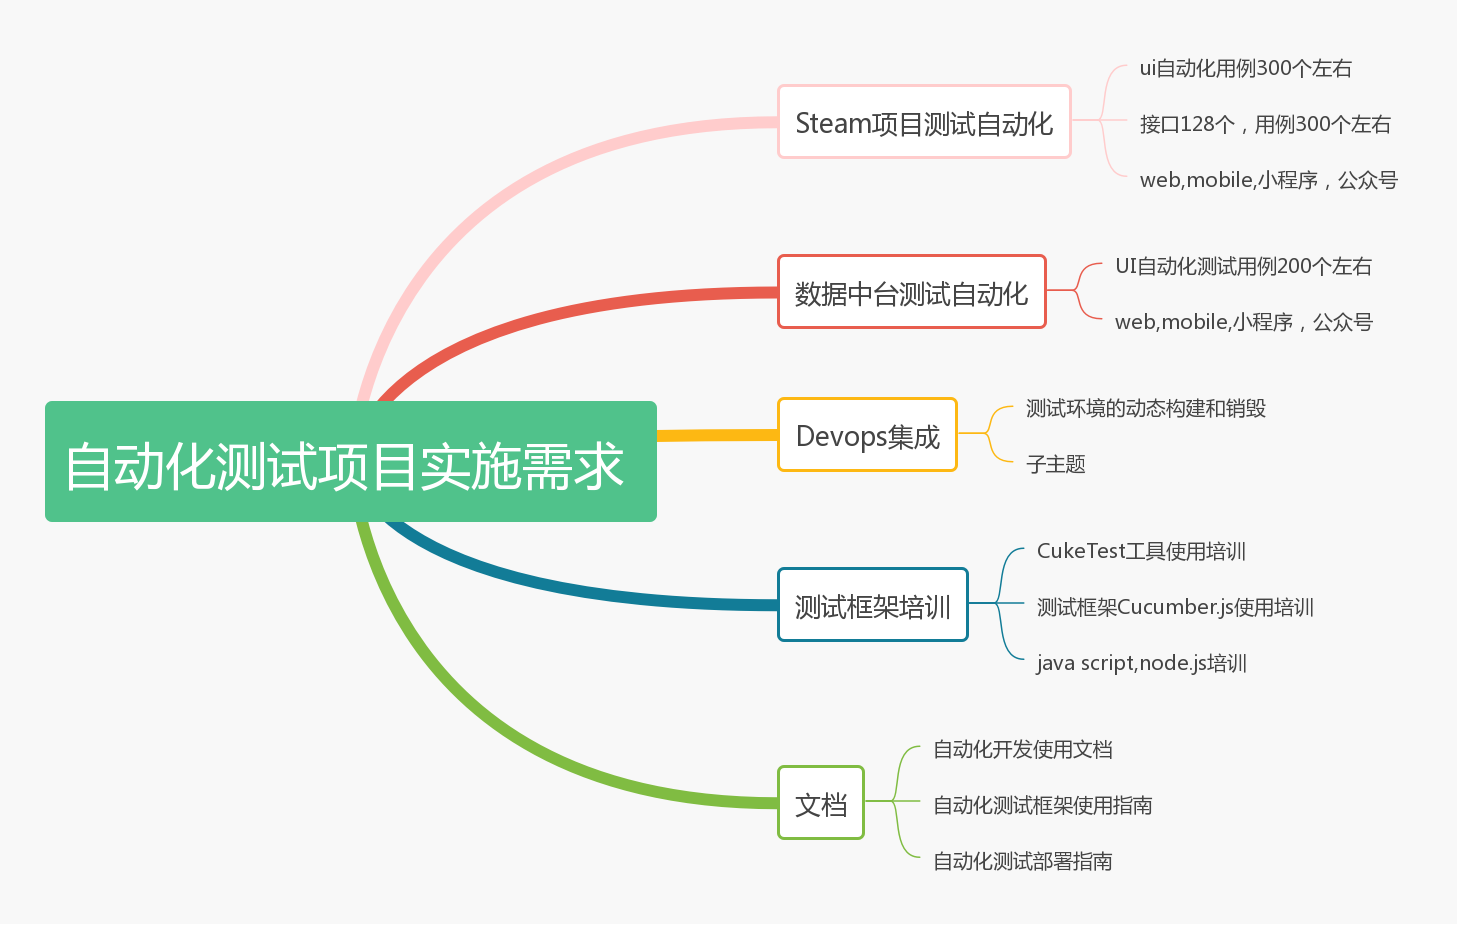 自动化测试项目实施需求
Steam项目测试自动化
ui自动化用例300个左右
接口128个，用例300个左右
web,mobile,小程序，公众号
数据中台测试自动化
UI自动化测试用例200个左右
web,mobile,小程序，公众号
Devops集成
测试环境的动态构建和销毁
子主题
测试框架培训
CukeTest工具使用培训
测试框架Cucumber.js使用培训
java script,node.js培训
文档
自动化开发使用文档
自动化测试框架使用指南
自动化测试部署指南